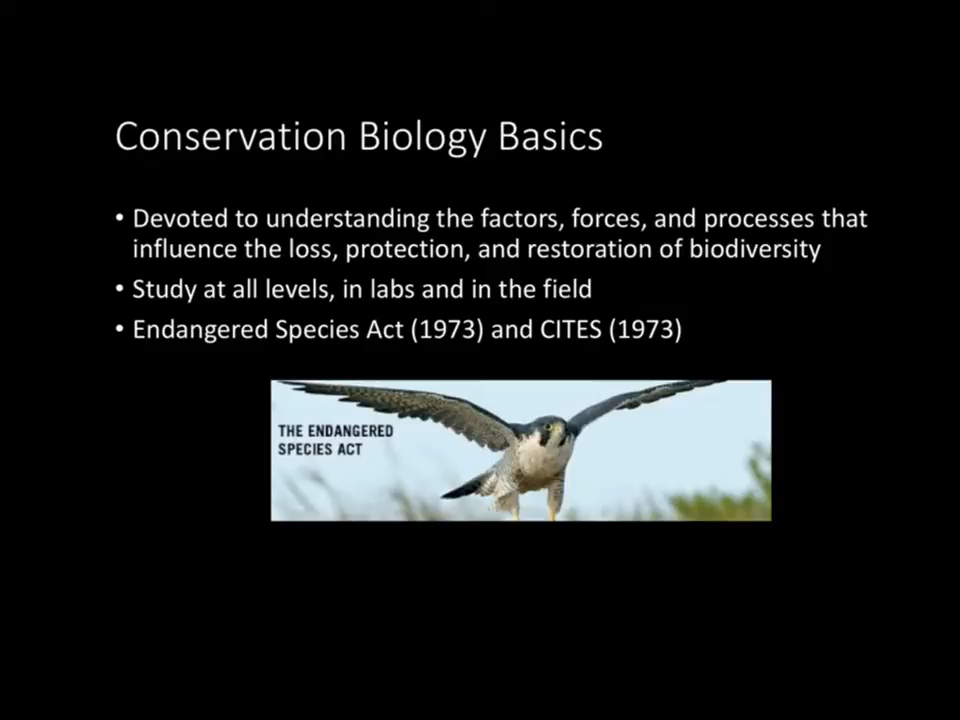 Conservation Biology Basics
• Devoted to understanding the factors, forces, and processes that
influence the loss, protection, and restoration of biodiversity
• Study at all levels, in labs and in the field
• Endangered Species Act (1973) and CITES (1973)
THE ENDANGERED
SPECIES ACT